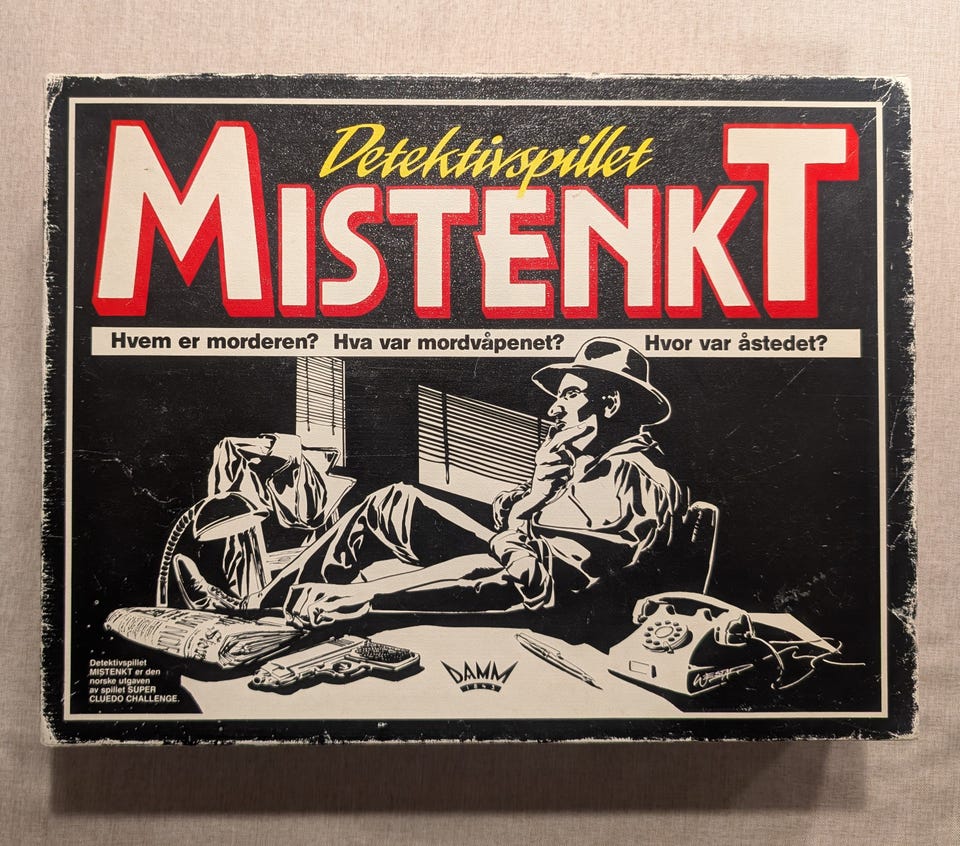 Detektivspillet
MISTENKT
Hvem er morderen? Hva var mordvåpenet? Hvor var åstedet?
Detektivspillet
MISTENKT er den
norske utgaven
av spillet SUPER
CLUEDO CHALLENGE.
DAMM